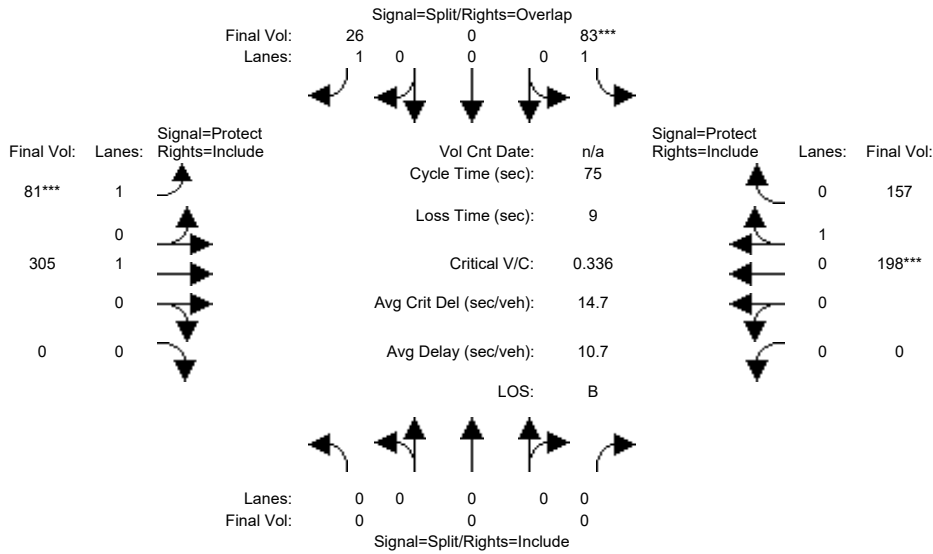 Signal=Split/Rights=Overlap
Final Vol: 26 0 83***
Lanes: 1 0 0 0 1
Signal=Protect Signal=Protect
Final Vol: Lanes: Rights=Include Vol Cnt Date: n/a Rights=Include Lanes: Final Vol:
Cycle Time (sec): 75
81*** 1 0 157
Loss Time (sec): 9
0 1
305 1 Critical V/C: 0.336 0 198***
0 Avg Crit Del (sec/veh): 14.7 0
0 0 Avg Delay (sec/veh): 10.7 0 0
LOS: B
Lanes: 0 0 0 0 0
Final Vol: 0 0 0
Signal=Split/Rights=Include